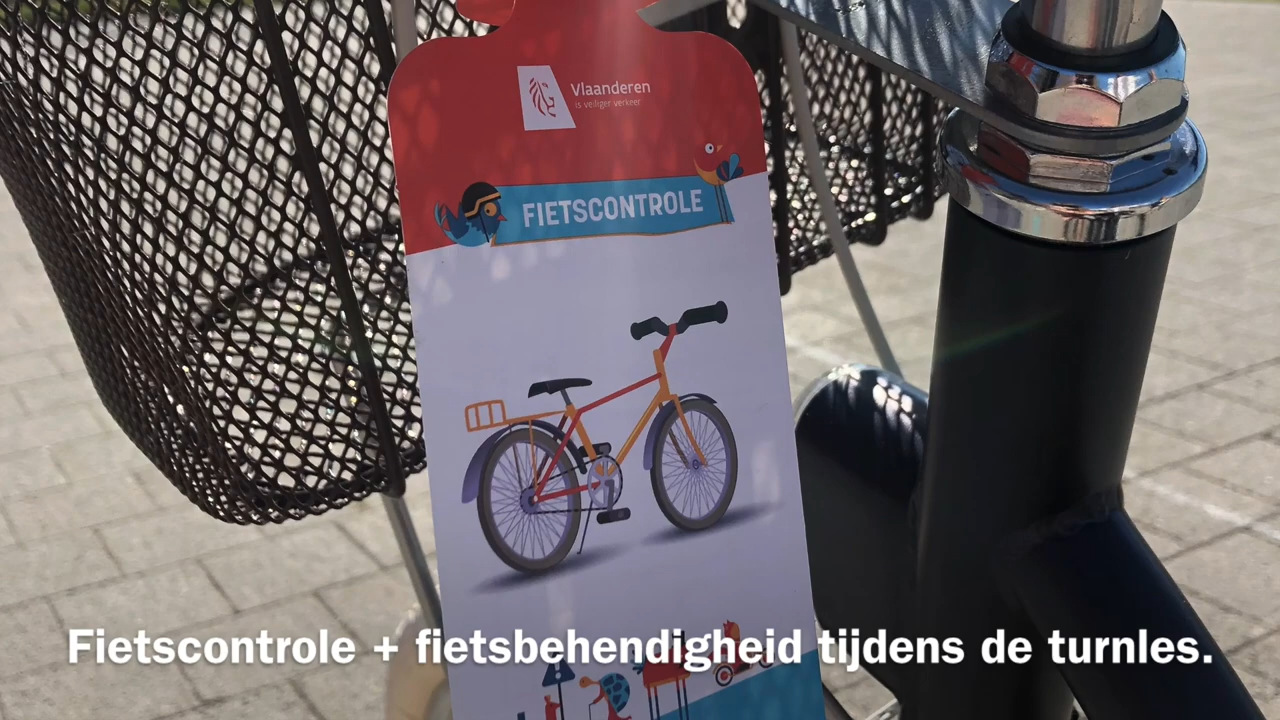 Vlaanderen
is veiliger verkeer
FIETSCONTROLE
Fietscontrole + fietsbehendigheid tijdens de turnles.